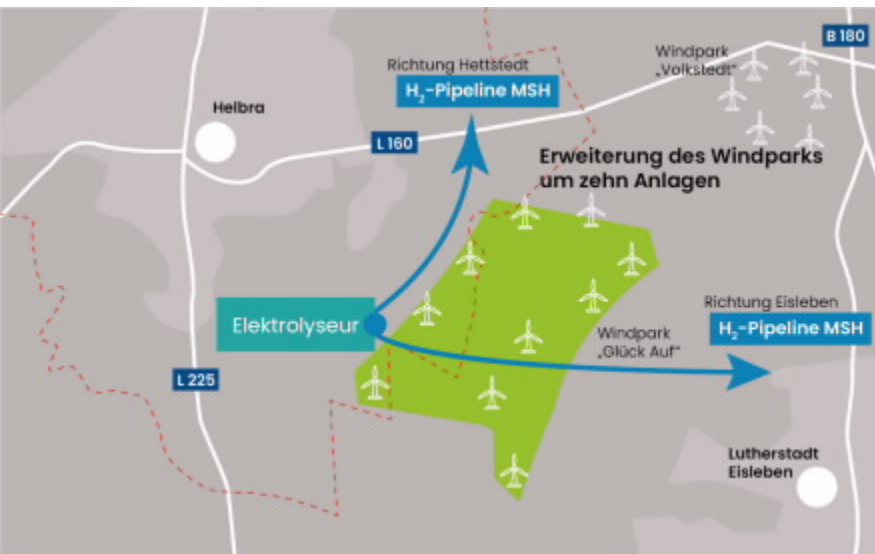 B 180
Windpark
„Volkstedt“
Richtung Hettstedt
H₂-Pipeline MSH
Helbra
L 160
Erweiterung des Windparks
um zehn Anlagen
Richtung Eisleben
H₂-Pipeline MSH
Elektrolyseur
Windpark
„Glück Auf“
L 225
Lutherstadt
Eisleben